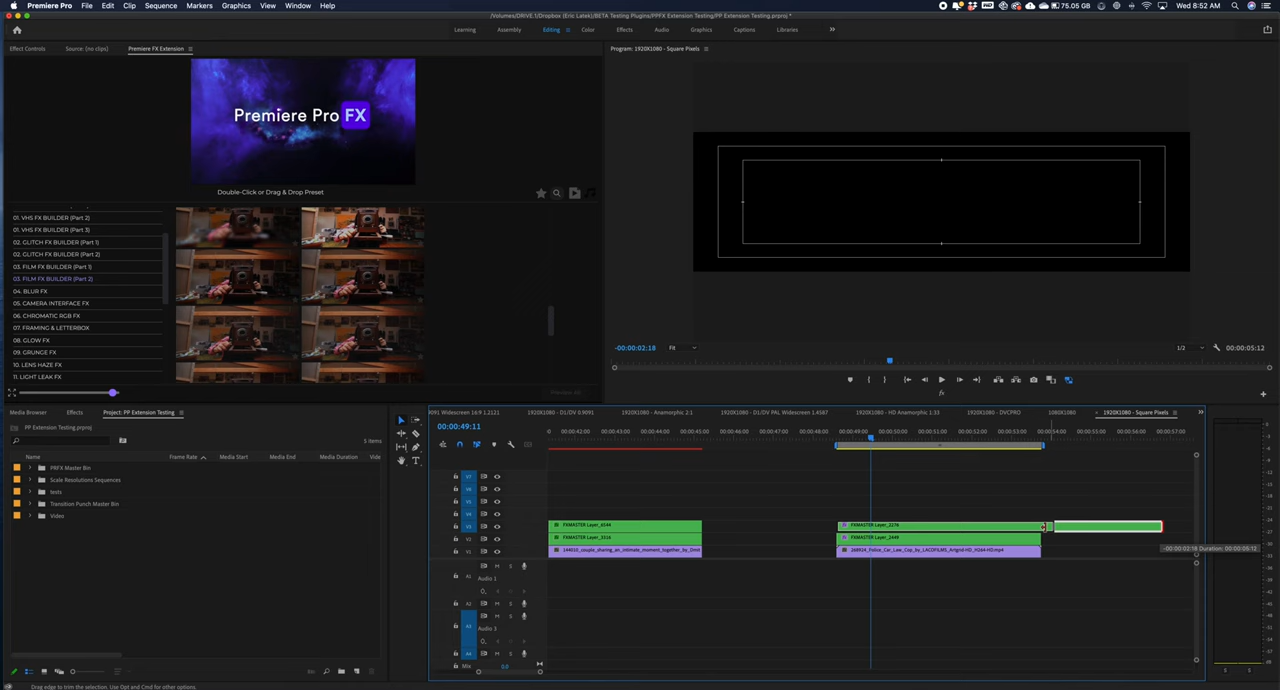 Premiere Pro File Edit Clip Sequence Markers Graphics View Window Help 75.05 GB Wed 8:52 AM
/Volumes/DRIVE.1/Dropbox (Eric Latek)/BETA Testing Plugins/PPFX Extension Testing/PP Extension Testing.prproj *
Learning Assembly Editing Color Effects Audio Graphics Captions Libraries
Effect Controls Source: (no clips) Premiere FX Extension
Program: 1920X1080 - Square Pixels
Premiere Pro FX
Double-Click or Drag & Drop Preset
01. VHS FX BUILDER (Part 2)
01. VHS FX BUILDER (Part 3)
02. GLITCH FX BUILDER (Part 1)
02. GLITCH FX BUILDER (Part 2)
03. FILM FX BUILDER (Part 1)
03. FILM FX BUILDER (Part 2)
04. BLUR FX
05. CAMERA INTERFACE FX
06. CHROMATIC RGB FX
07. FRAMING & LETTERBOX
08. GLOW FX
09. GRUNGE FX
10. LENS HAZE FX
11. LIGHT LEAK FX
-00:00:02:18 Fit 1/2 00:00:05:12
Media Browser Effects Project: PP Extension Testing
PP Extension Testing.prproj
5 items
Name Frame Rate Media Start Media End Media Duration Vide
PRFX Master Bin
Scale Resolutions Sequences
tests
Transition Punch Master Bin
Video
0091 Widescreen 16:9 1.2121 1920X1080 - D1/DV 0.9091 1920X1080 - Anamorphic 2:1 1920X1080 - D1/DV PAL Widescreen 1.4587 1920X1080 - HD Anamorphic 1:33 1920X1080 - DVCPRO 1080X1080 1920X1080 - Square Pixels
00:00:49:11
00:00:42:00 00:00:43:00 00:00:44:00 00:00:45:00 00:00:46:00 00:00:47:00 00:00:48:00 00:00:49:00 00:00:50:00 00:00:51:00 00:00:52:00 00:00:53:00 00:00:54:00 00:00:55:00 00:00:56:00 00:00:57:00
V7
V6
V5
V4
V3 FXMASTER Layer_6144 FXMASTER Layer_2276
V2 FXMASTER Layer_3316 FXMASTER Layer_2449
V1 144010_couple_sharing_an_intimate_moment_together_by_Dmit
-00:00:02:18 Duration: 00:00:05:12
A1 M S
Audio 1
A2 M S
A3 M S
Audio 3
A4 M S
Mix 0.0
S S
Drag edge to trim the selection. Use Opt and Cmd for other options.